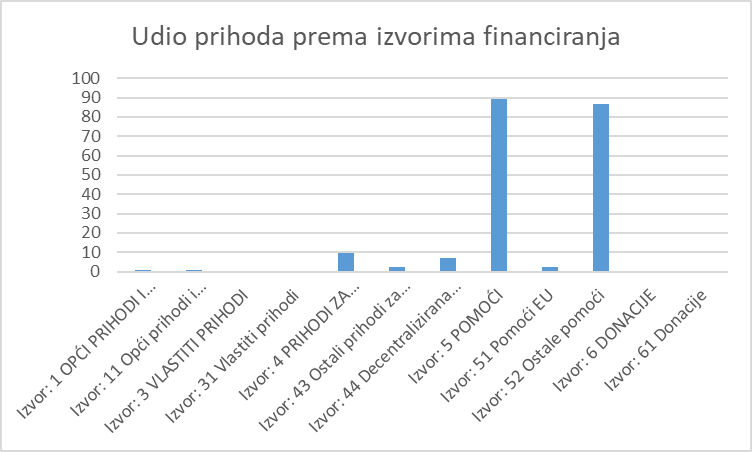 Udio prihoda prema izvorima financiranja
100
90
80
70
60
50
40
30
20
10
0
Izvor: 1 OPĆI PRIHODI I...
Izvor: 11 Opći prihodi i...
Izvor: 3 VLASTITI PRIHODI
Izvor: 31 Vlastiti prihodi
Izvor: 4 PRIHODI ZA...
Izvor: 43 Ostali prihodi za...
Izvor: 44 Decentralizirana...
Izvor: 5 POMOĆI
Izvor: 51 Pomoći EU
Izvor: 52 Ostale pomoći
Izvor: 6 DONACIJE
Izvor: 61 Donacije